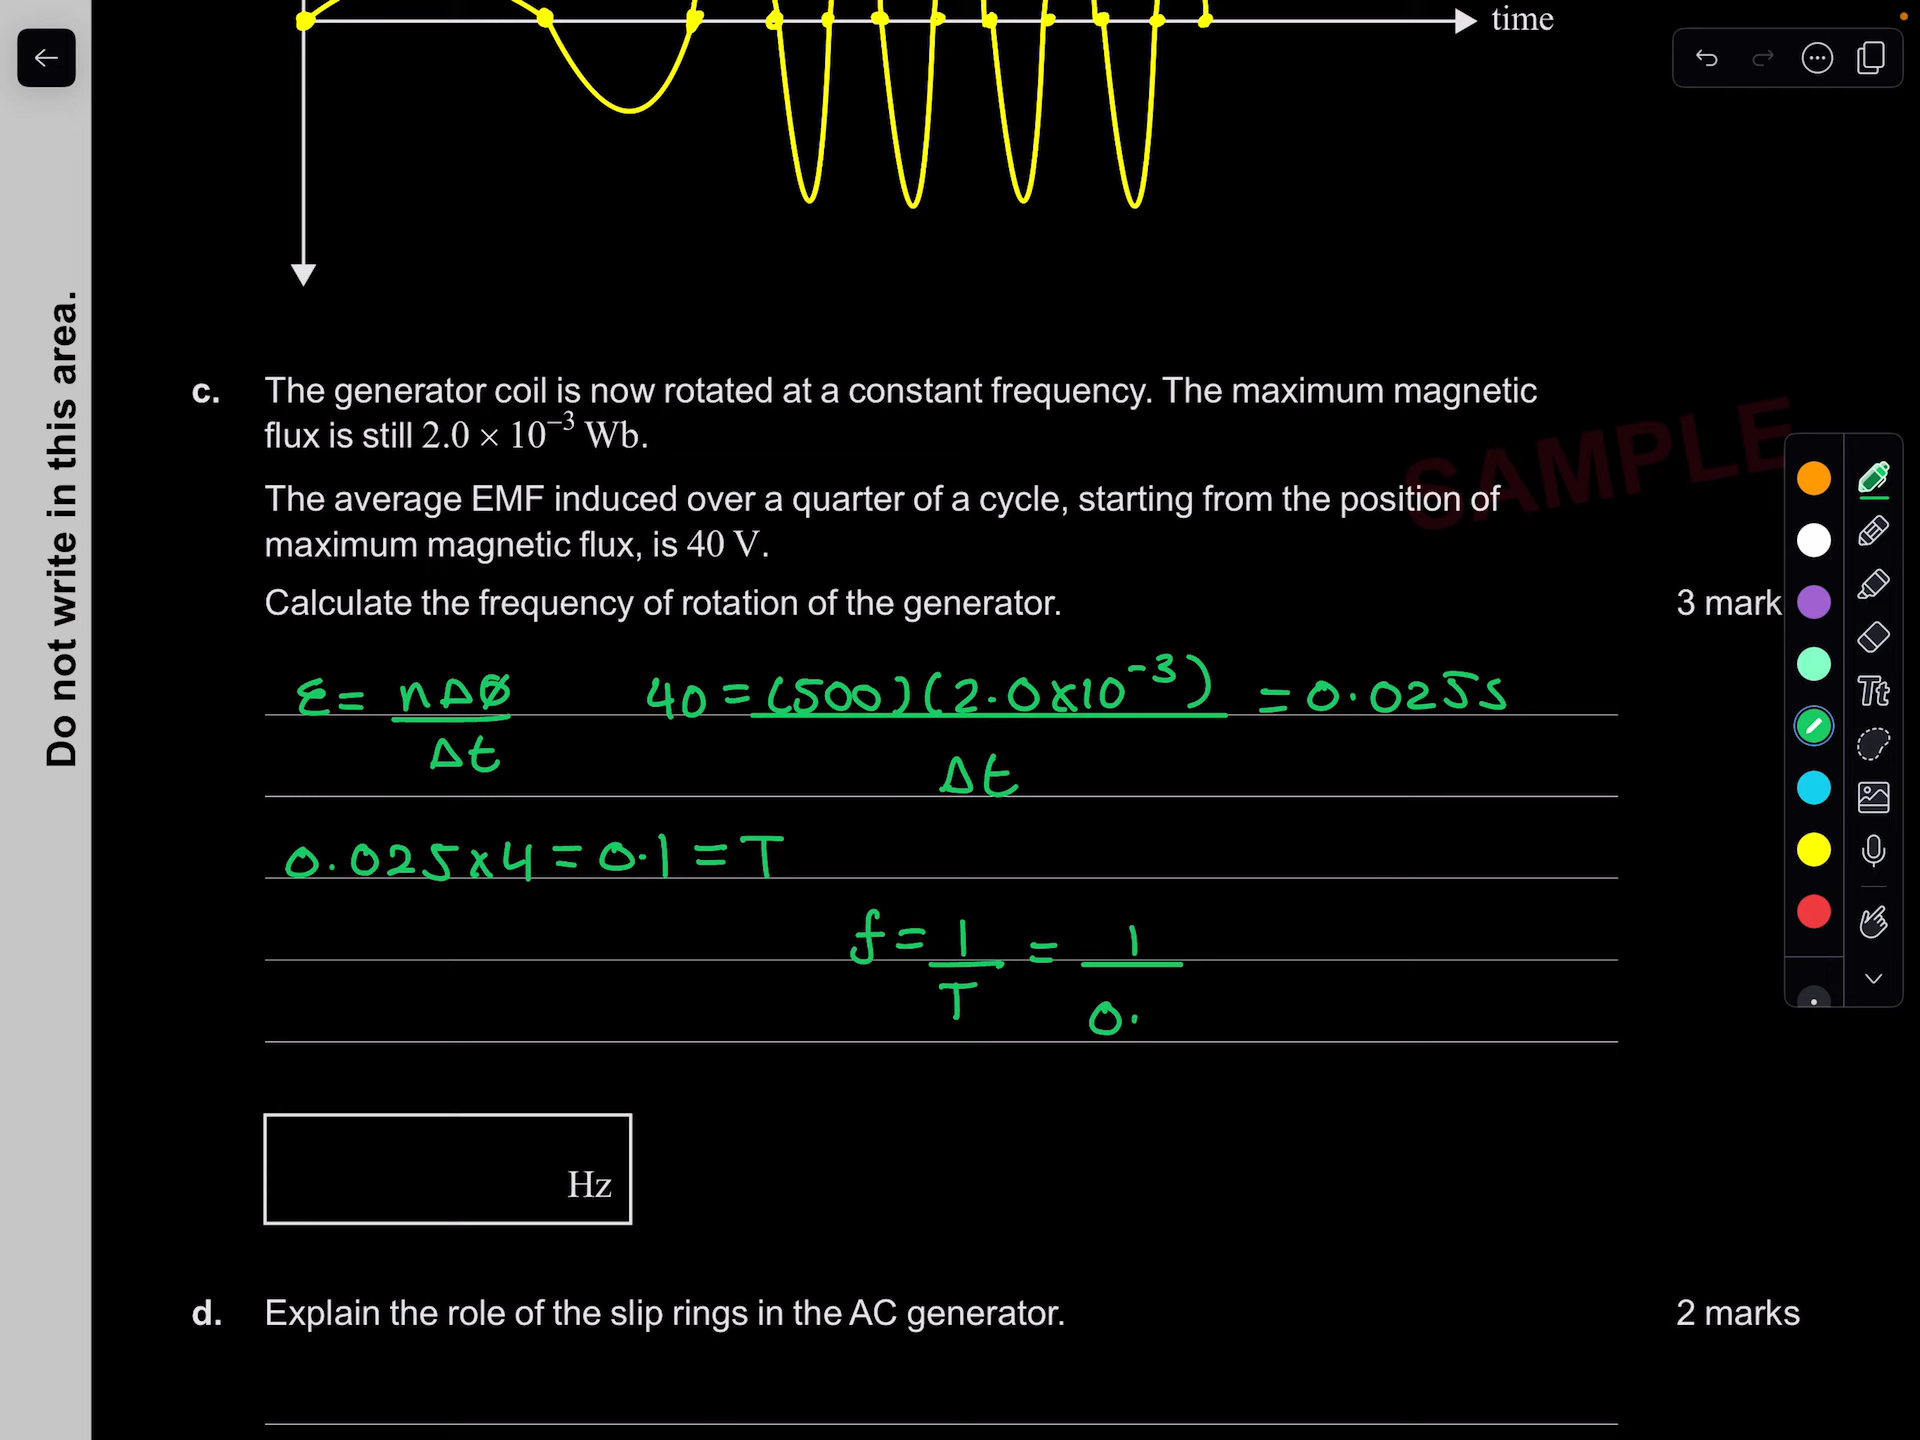 time
Do not write in this area.
c. The generator coil is now rotated at a constant frequency. The maximum magnetic
flux is still 2.0 × 10⁻³ Wb.
SAMPLE
The average EMF induced over a quarter of a cycle, starting from the position of
maximum magnetic flux, is 40 V.
Calculate the frequency of rotation of the generator. 3 mark
ε = nΔØ/Δt 40 = (500)(2.0×10⁻³)/Δt = 0.025s
0.025×4 = 0.1 = T
f = 1/T = 1/0.
Hz
d. Explain the role of the slip rings in the AC generator. 2 marks
Tt